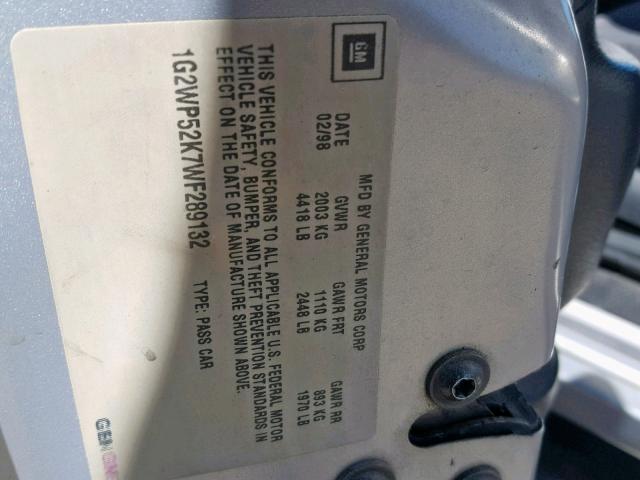 GM
MFD BY GENERAL MOTORS CORP
DATE GVWR GAWR FRT GAWR RR
02/98 2003 KG 1110 KG 893 KG
4418 LB 2448 LB 1970 LB
THIS VEHICLE CONFORMS TO ALL APPLICABLE U.S. FEDERAL MOTOR
VEHICLE SAFETY, BUMPER, AND THEFT PREVENTION STANDARDS IN
EFFECT ON THE DATE OF MANUFACTURE SHOWN ABOVE.
1G2WP52K7WF289132 TYPE: PASS CAR